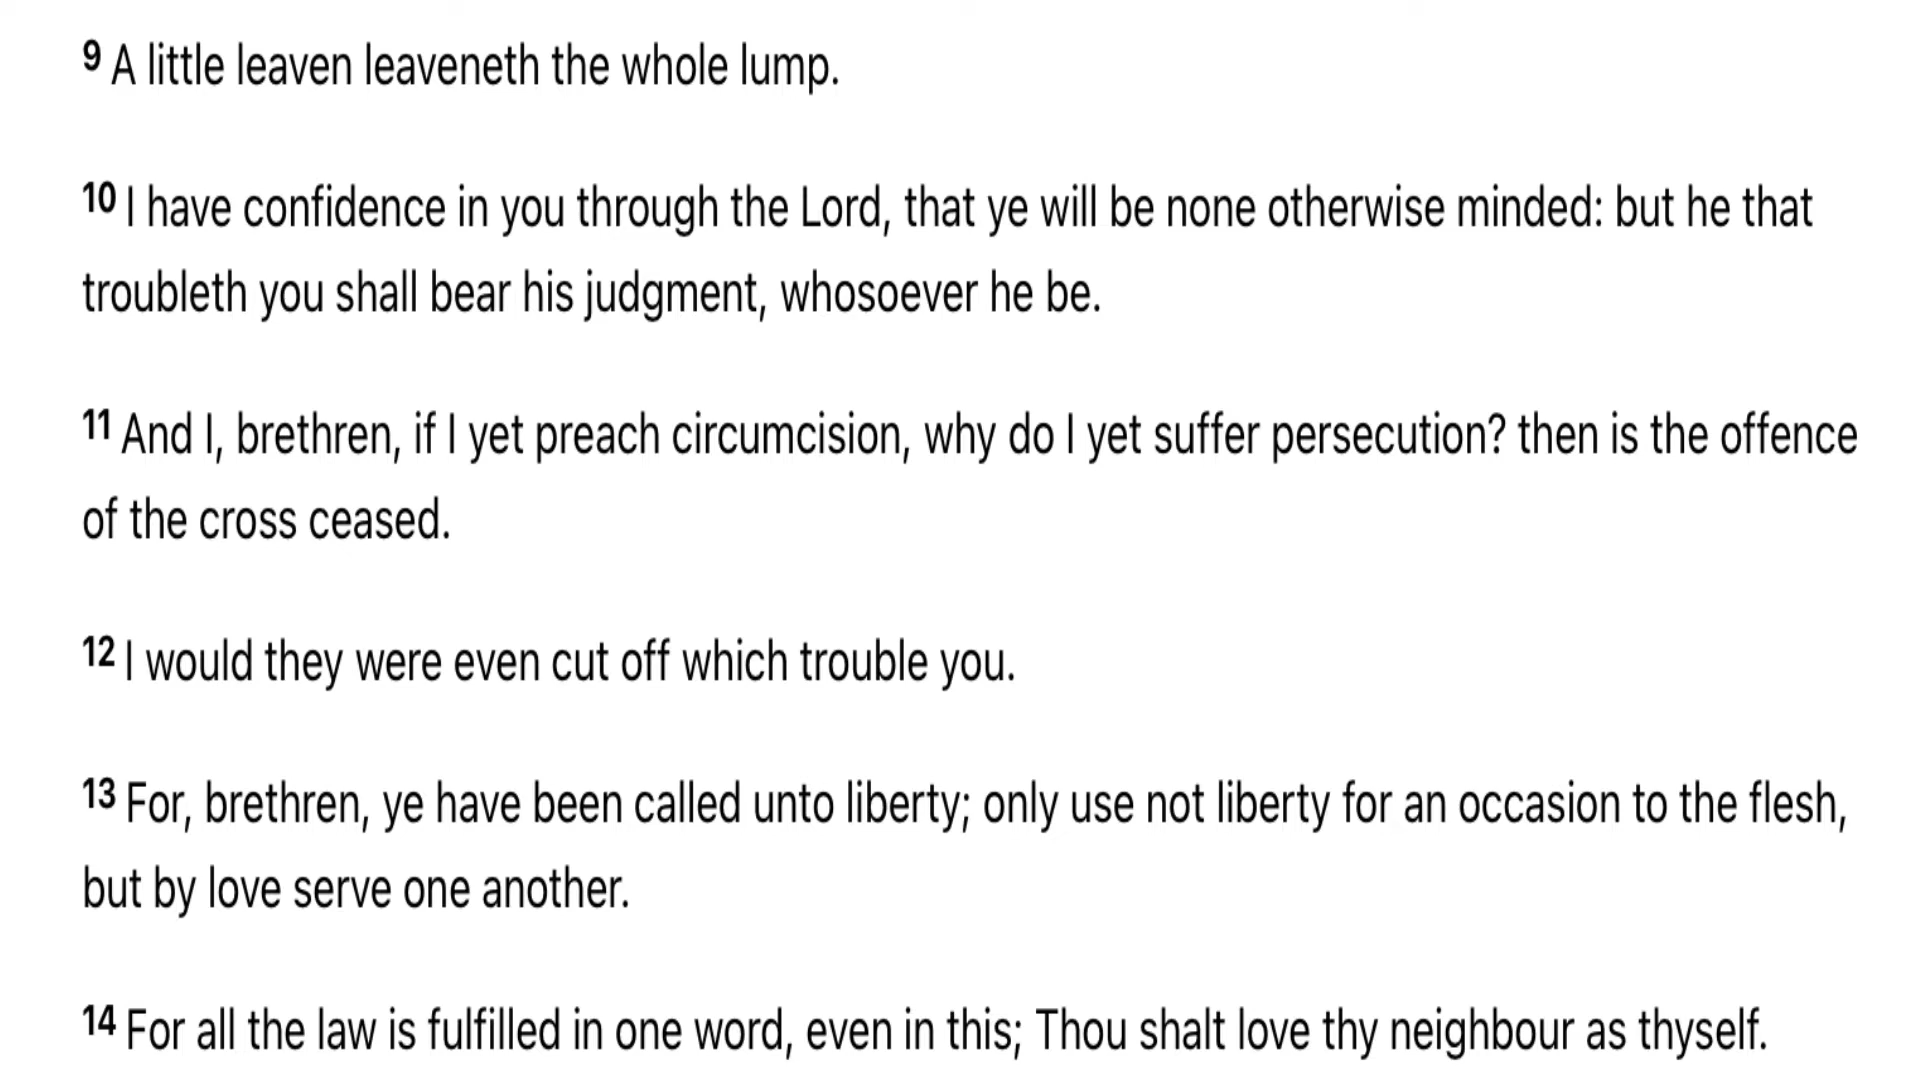 9 A little leaven leaveneth the whole lump.
10 I have confidence in you through the Lord, that ye will be none otherwise minded: but he that
troubleth you shall bear his judgment, whosoever he be.
11 And I, brethren, if I yet preach circumcision, why do I yet suffer persecution? then is the offence
of the cross ceased.
12 I would they were even cut off which trouble you.
13 For, brethren, ye have been called unto liberty; only use not liberty for an occasion to the flesh,
but by love serve one another.
14 For all the law is fulfilled in one word, even in this; Thou shalt love thy neighbour as thyself.